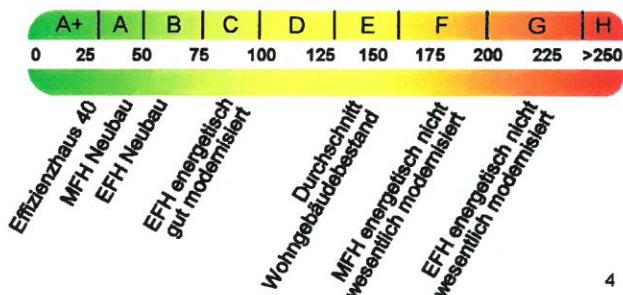 A+ A B C D E F G H
0 25 50 75 100 125 150 175 200 225 >250
Effizienzhaus 40
MFH Neubau
EFH Neubau
EFH energetisch
gut modernisiert
Durchschnitt
Wohngebäudebestand
MFH energetisch nicht
wesentlich modernisiert
EFH energetisch nicht
wesentlich modernisiert
4